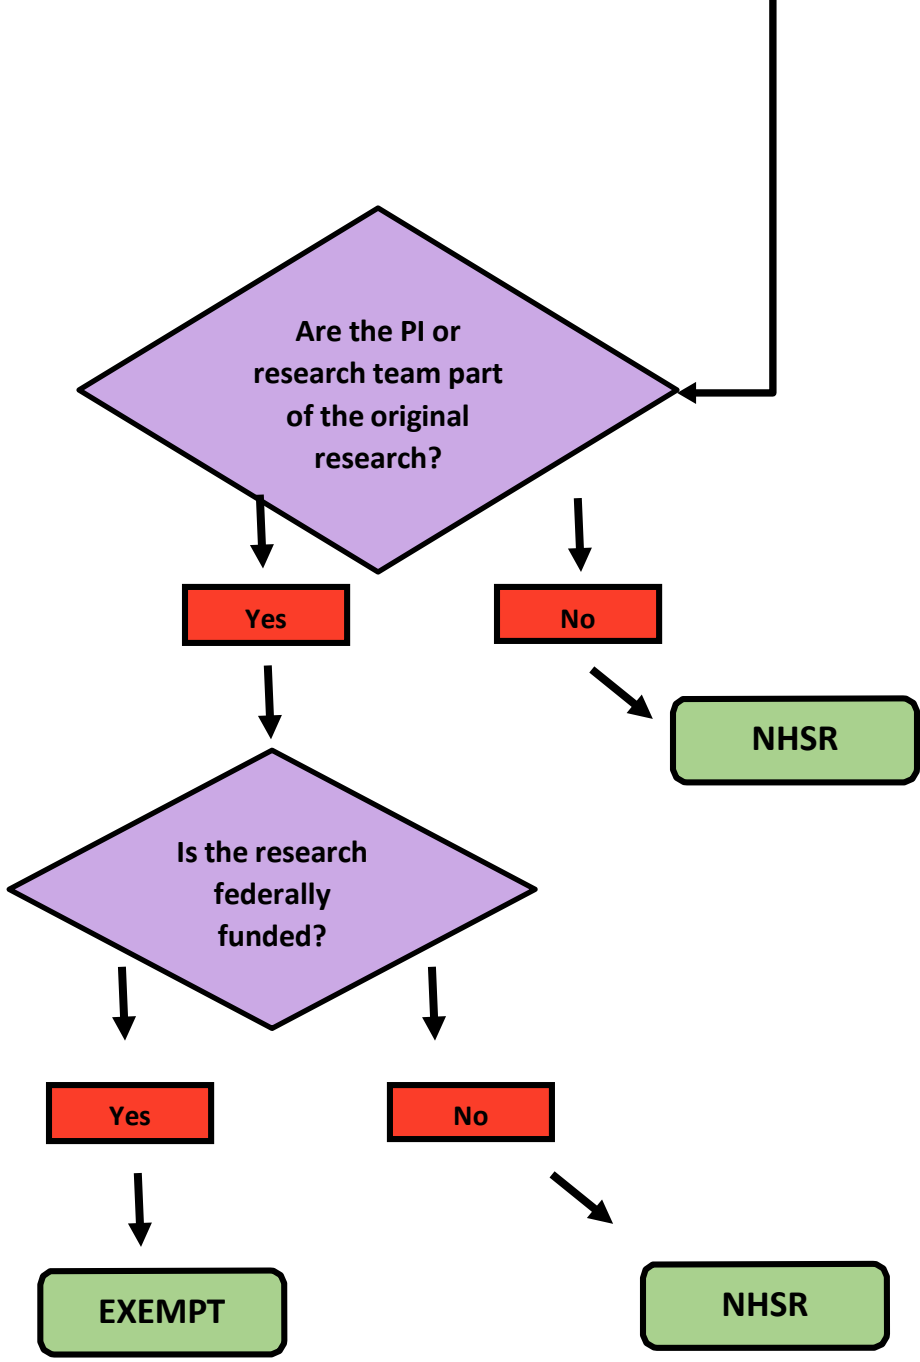 Are the PI or
research team part
of the original
research?
Yes
No
NHSR
Is the research
federally
funded?
Yes
No
EXEMPT
NHSR